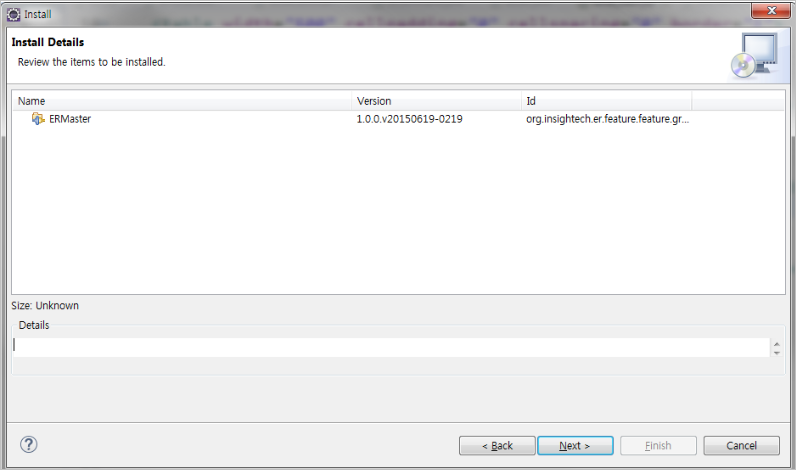 Install
Install Details
Review the items to be installed.
Name Version Id
ERMaster 1.0.0.v20150619-0219 org.insightech.er.feature.feature.gr...
Size: Unknown
Details
< Back Next > Finish Cancel